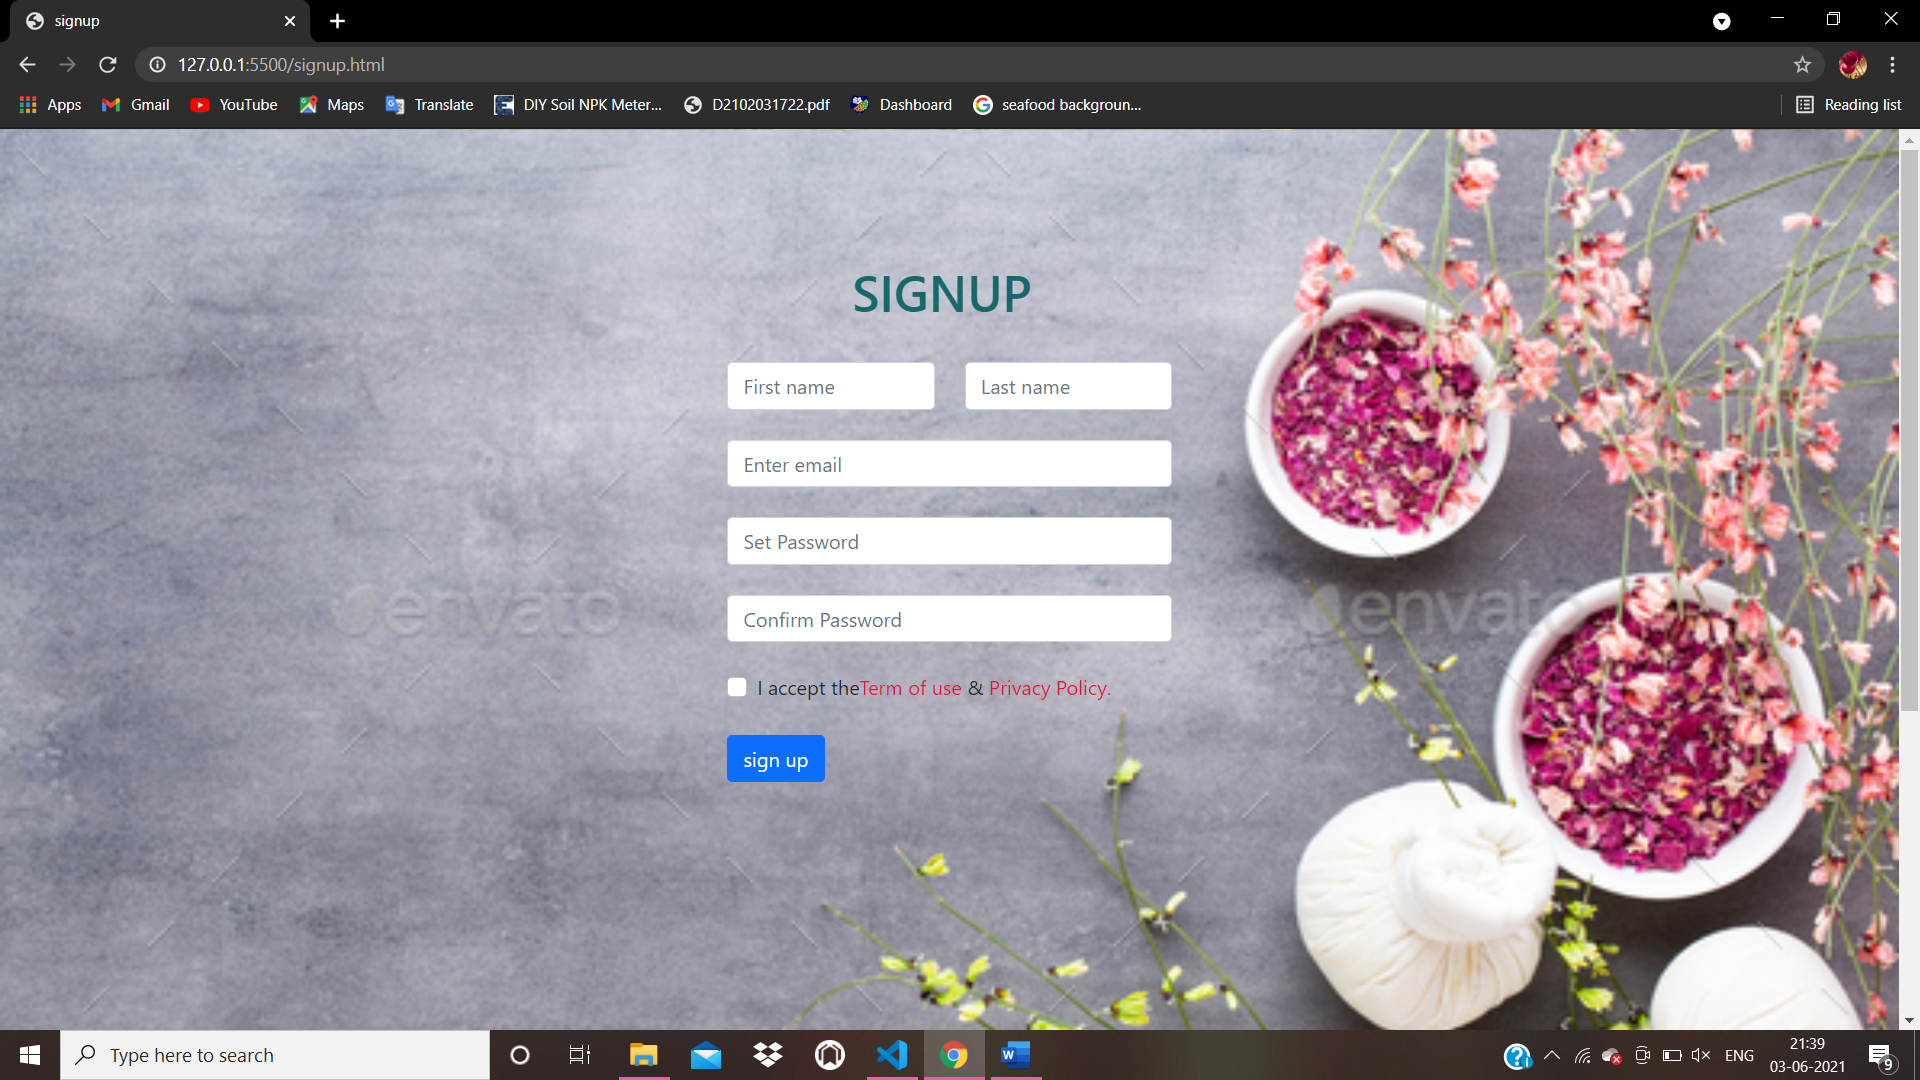 signup
127.0.0.1:5500/signup.html
Apps Gmail YouTube Maps Translate DIY Soil NPK Meter... D2102031722.pdf Dashboard seafood backgroun... Reading list
SIGNUP
First name Last name
Enter email
Set Password
envato envato
Confirm Password
I accept theTerm of use & Privacy Policy.
sign up
Type here to search
ENG
21:39
03-06-2021
9